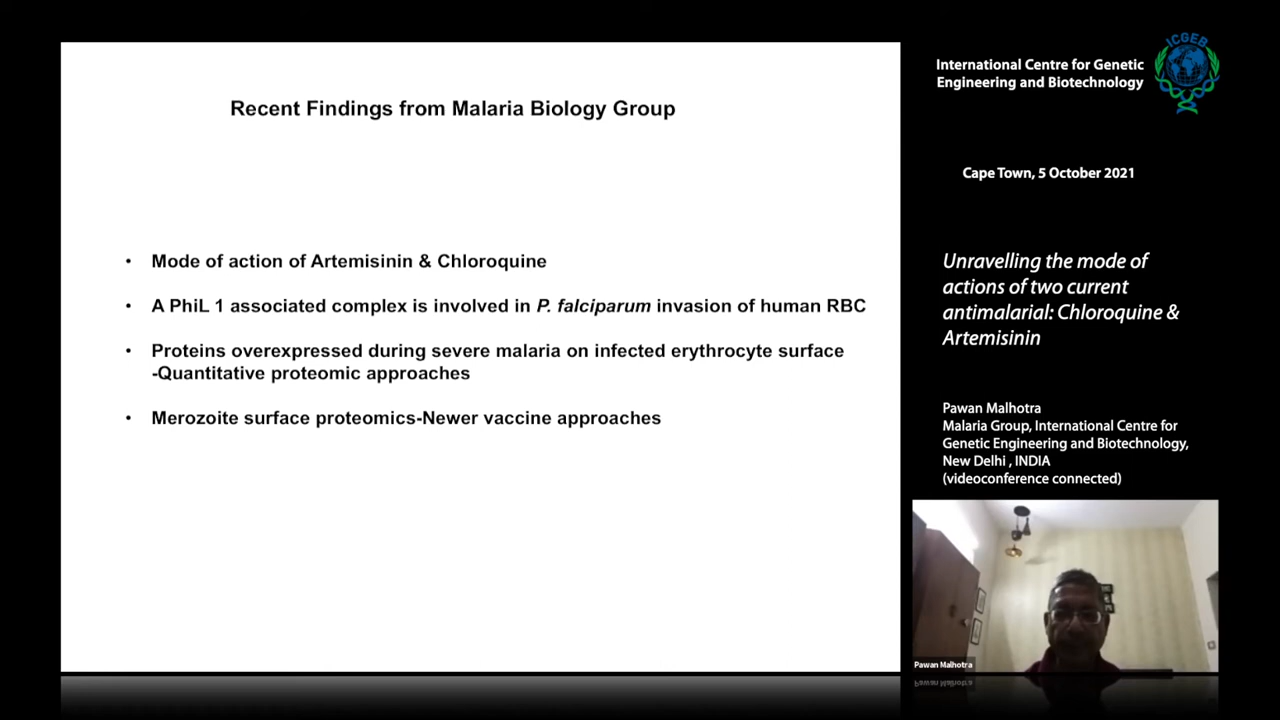 Recent Findings from Malaria Biology Group
• Mode of action of Artemisinin & Chloroquine
• A PhiL 1 associated complex is involved in P. falciparum invasion of human RBC
• Proteins overexpressed during severe malaria on infected erythrocyte surface
-Quantitative proteomic approaches
• Merozoite surface proteomics-Newer vaccine approaches
International Centre for Genetic
Engineering and Biotechnology
ICGEB
Cape Town, 5 October 2021
Unravelling the mode of
actions of two current
antimalarial: Chloroquine &
Artemisinin
Pawan Malhotra
Malaria Group, International Centre for
Genetic Engineering and Biotechnology,
New Delhi , INDIA
(videoconference connected)
Pawan Malhotra